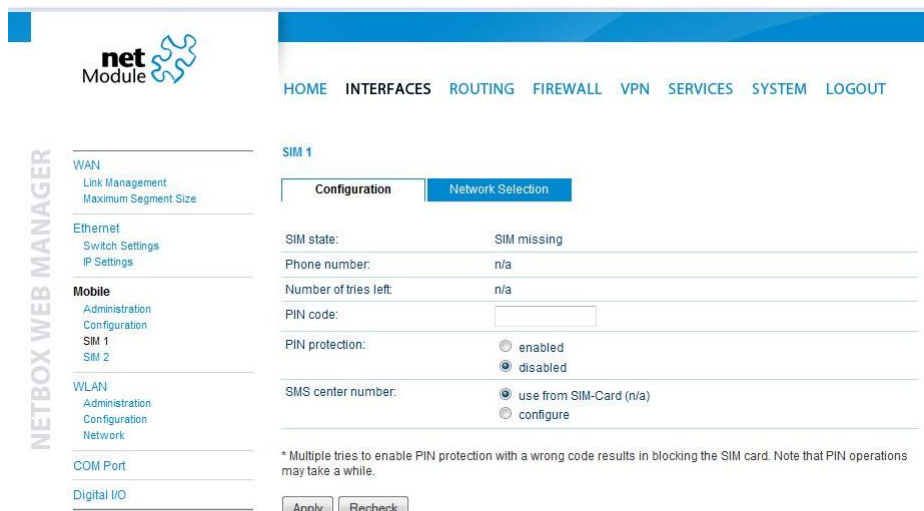 net
Module
HOME INTERFACES ROUTING FIREWALL VPN SERVICES SYSTEM LOGOUT
NETBOX WEB MANAGER
WAN
Link Management
Maximum Segment Size
Ethernet
Switch Settings
IP Settings
Mobile
Administration
Configuration
SIM 1
SIM 2
WLAN
Administration
Configuration
Network
COM Port
Digital I/O
SIM 1
Configuration Network Selection
SIM state: SIM missing
Phone number: n/a
Number of tries left: n/a
PIN code:
PIN protection: enabled
disabled
SMS center number: use from SIM-Card (n/a)
configure
* Multiple tries to enable PIN protection with a wrong code results in blocking the SIM card. Note that PIN operations
may take a while.
Apply Recheck